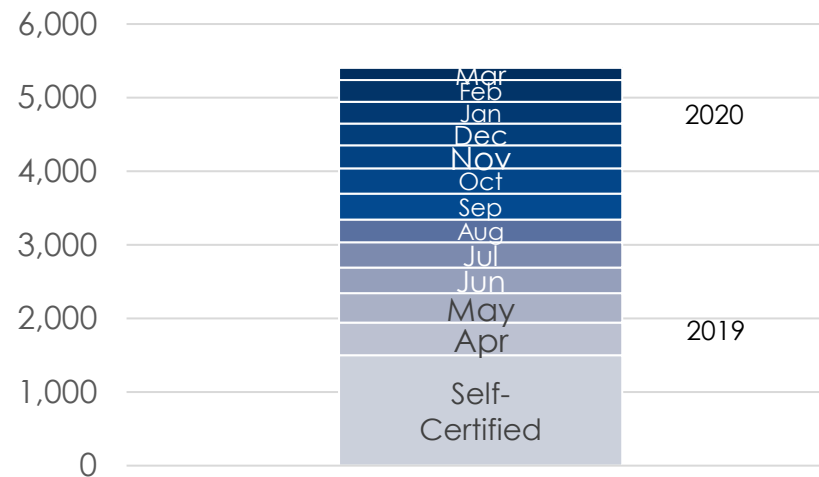 6,000
5,000
4,000
3,000
2,000
1,000
0
Mar
Feb
Jan
Dec
Nov
Oct
Sep
Aug
Jul
Jun
May
Apr
Self-
Certified
2020
2019